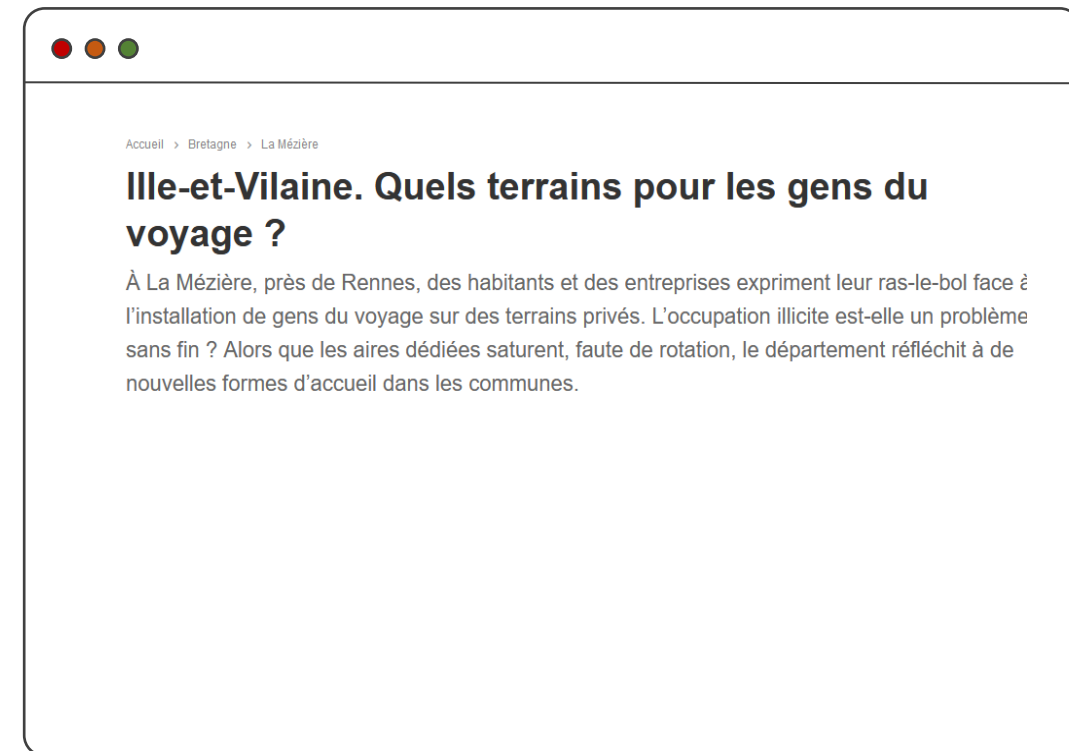 Accueil > Bretagne > La Mézière
Ille-et-Vilaine. Quels terrains pour les gens du
voyage ?
À La Mézière, près de Rennes, des habitants et des entreprises expriment leur ras-le-bol face à
l'installation de gens du voyage sur des terrains privés. L'occupation illicite est-elle un problème
sans fin ? Alors que les aires dédiées saturent, faute de rotation, le département réfléchit à de
nouvelles formes d'accueil dans les communes.